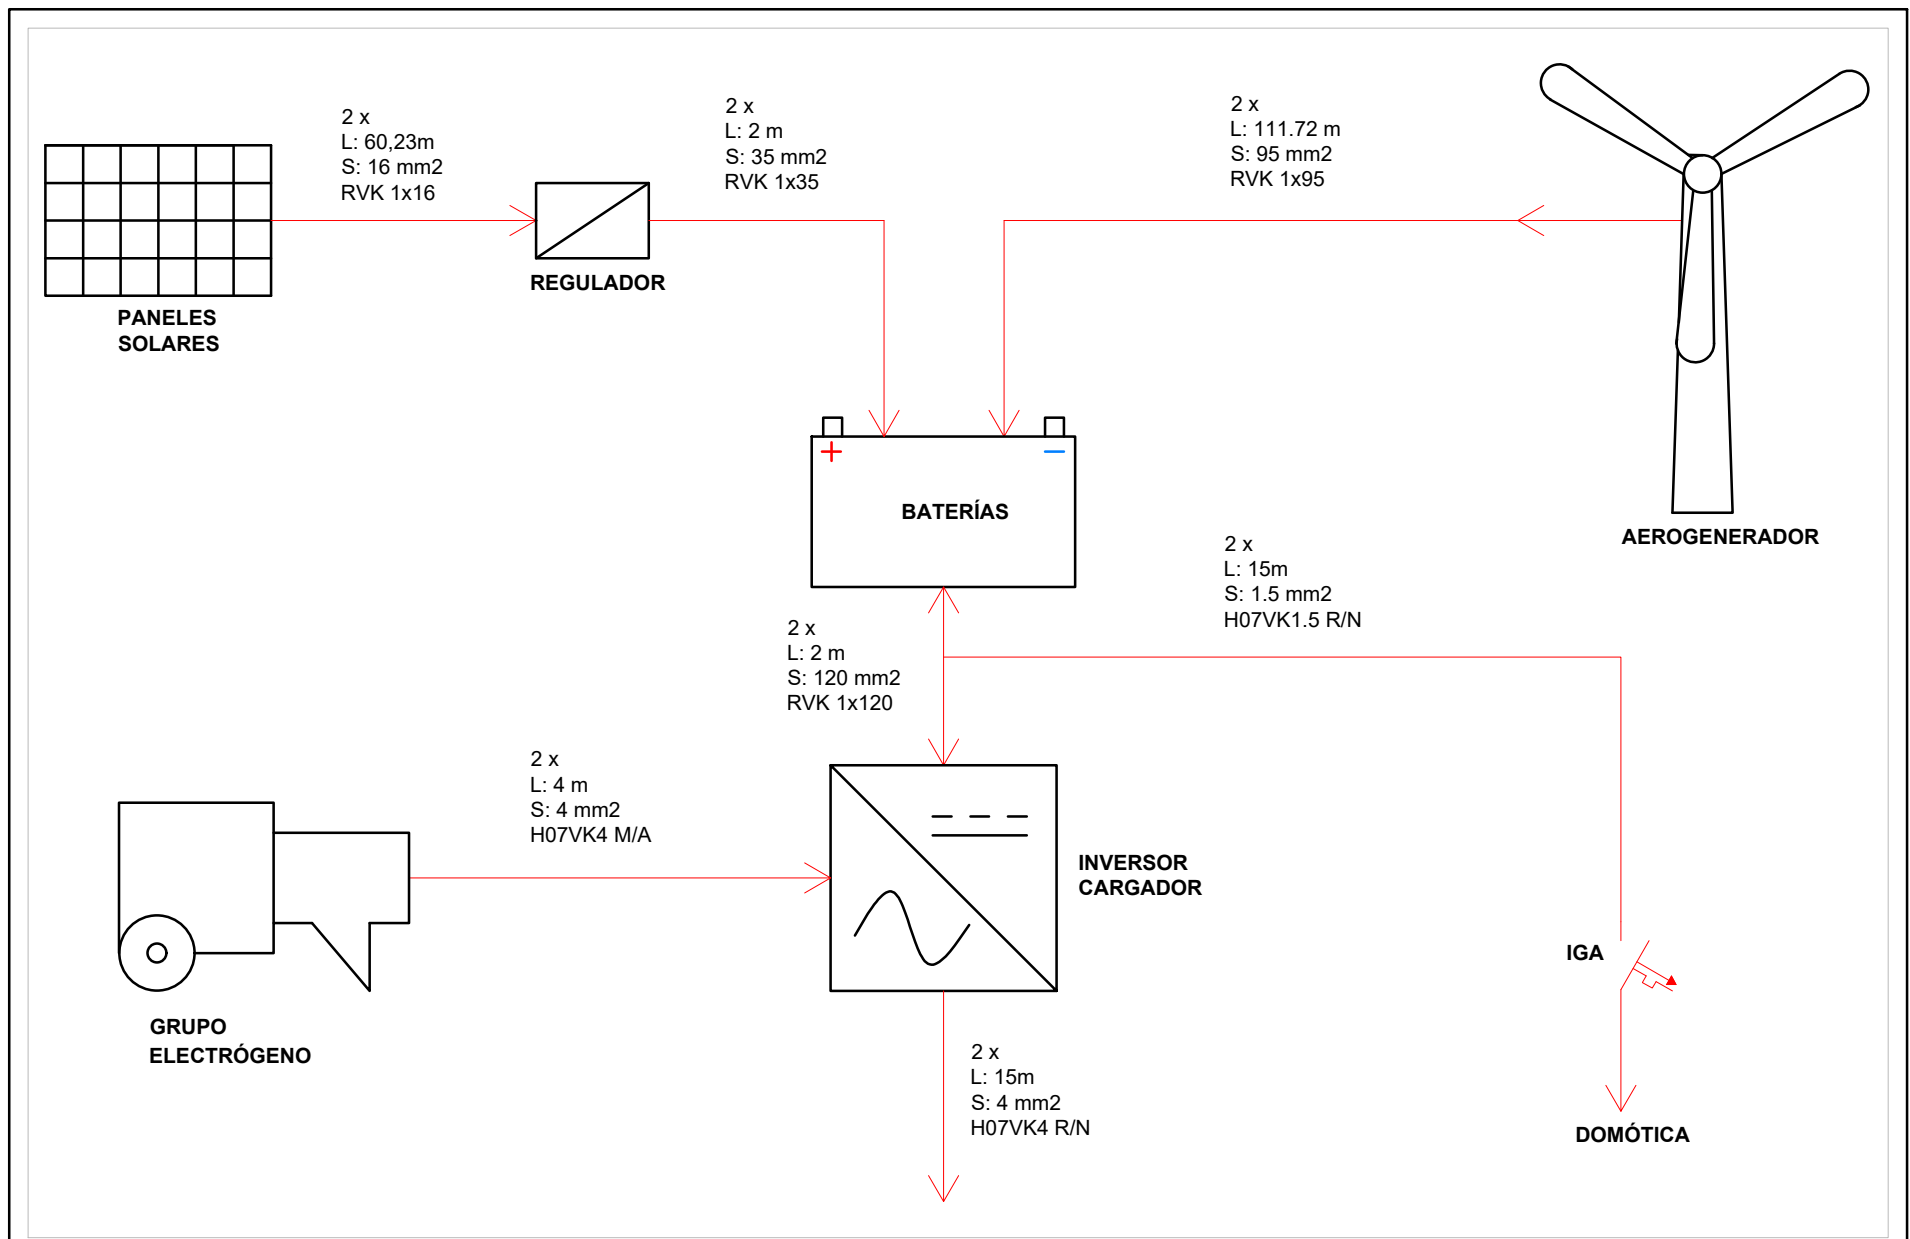 2 x
L: 60,23m
S: 16 mm2
RVK 1x16
2 x
L: 2 m
S: 35 mm2
RVK 1x35
2 x
L: 111.72 m
S: 95 mm2
RVK 1x95
REGULADOR
PANELES
SOLARES
+
−
BATERÍAS
AEROGENERADOR
2 x
L: 15m
S: 1.5 mm2
H07VK1.5 R/N
2 x
L: 2 m
S: 120 mm2
RVK 1x120
2 x
L: 4 m
S: 4 mm2
H07VK4 M/A
INVERSOR
CARGADOR
IGA
GRUPO
ELECTRÓGENO
2 x
L: 15m
S: 4 mm2
H07VK4 R/N
DOMÓTICA